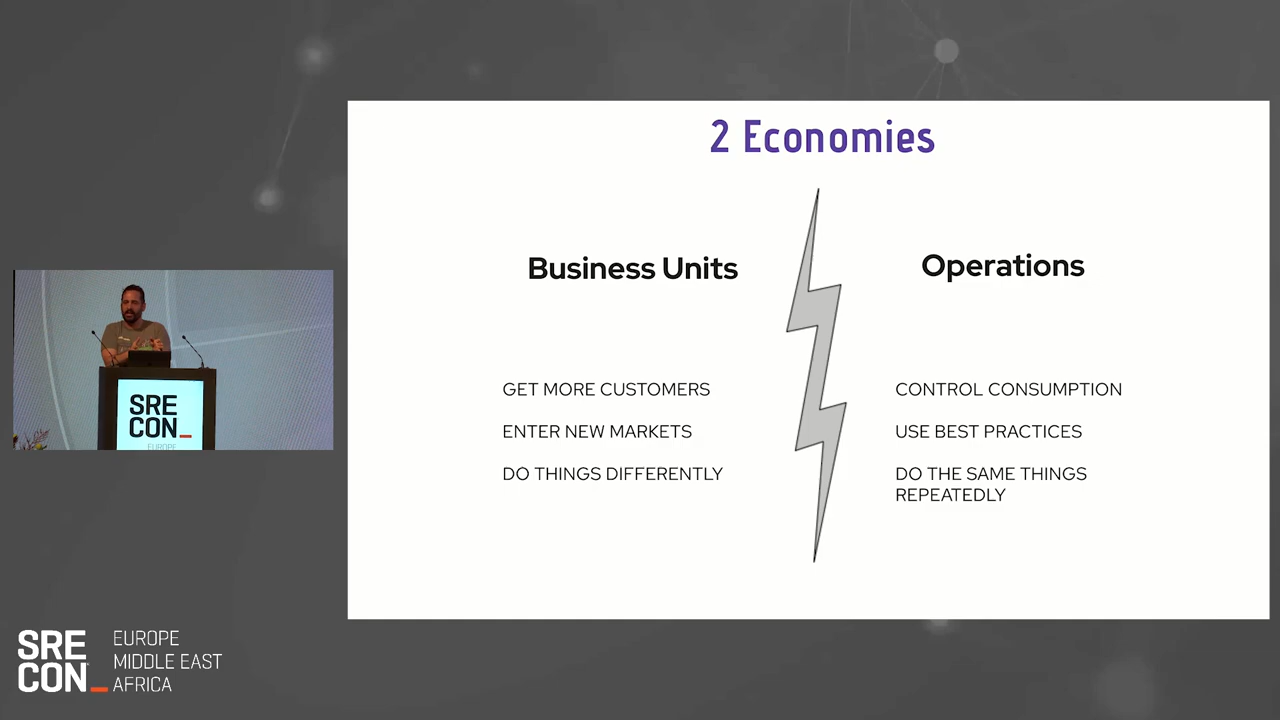 2 Economies
Business Units
Operations
GET MORE CUSTOMERS
ENTER NEW MARKETS
DO THINGS DIFFERENTLY
CONTROL CONSUMPTION
USE BEST PRACTICES
DO THE SAME THINGS
REPEATEDLY
SRE
CON_
EUROPE
SRE
CON_
EUROPE
MIDDLE EAST
AFRICA